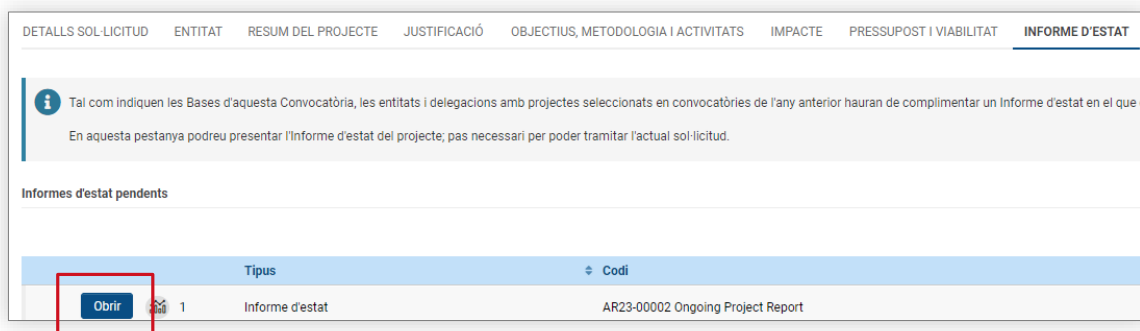 DETALLS SOL·LICITUD ENTITAT RESUM DEL PROJECTE JUSTIFICACIÓ OBJECTIUS, METODOLOGIA I ACTIVITATS IMPACTE PRESSUPOST I VIABILITAT INFORME D'ESTAT
Tal com indiquen les Bases d'aquesta Convocatòria, les entitats i delegacions amb projectes seleccionats en convocatòries de l'any anterior hauran de complimentar un Informe d'estat en el que
En aquesta pestanya podreu presentar l'Informe d'estat del projecte; pas necessari per poder tramitar l'actual sol·licitud.
Informes d'estat pendents
Tipus Codi
Obrir 1 Informe d'estat AR23-00002 Ongoing Project Report